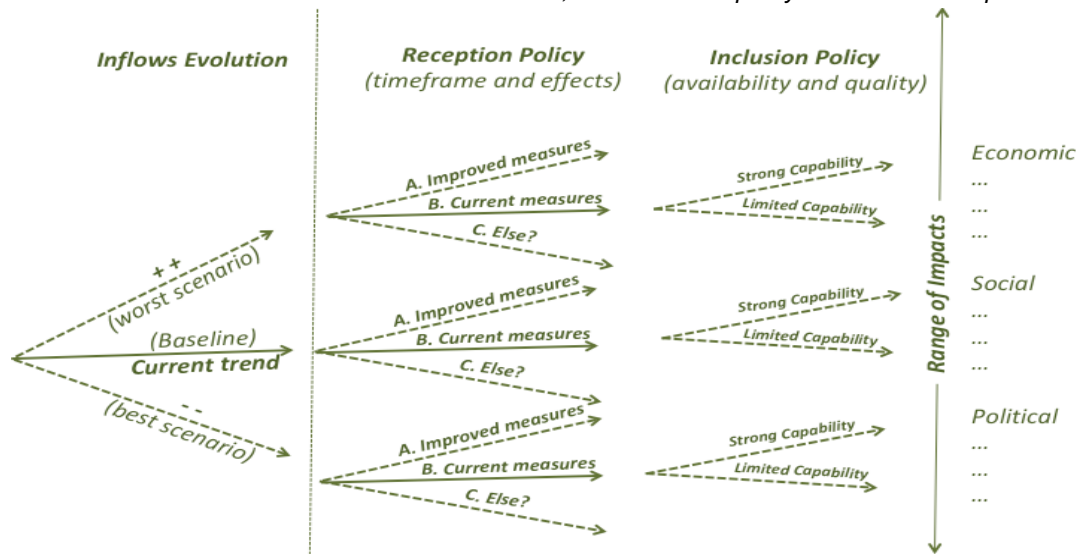 Inflows Evolution
Reception Policy
(timeframe and effects)
Inclusion Policy
(availability and quality)
+ +
(worst scenario)
(Baseline)
Current trend
- -
(best scenario)
A. Improved measures
B. Current measures
C. Else?
A. Improved measures
B. Current measures
C. Else?
A. Improved measures
B. Current measures
C. Else?
Strong Capability
Limited Capability
Strong Capability
Limited Capability
Strong Capability
Limited Capability
Range of Impacts
Economic
...
...
...
Social
...
...
...
Political
...
...
...